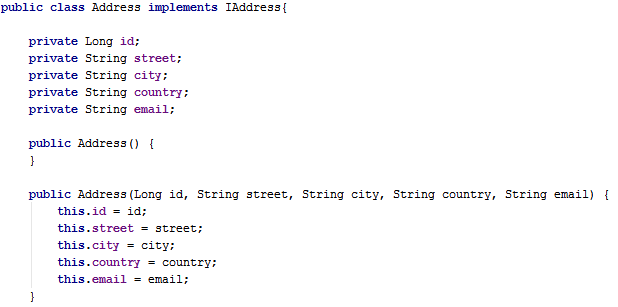 public class Address implements IAddress{
private Long id;
private String street;
private String city;
private String country;
private String email;
public Address() {
}
public Address(Long id, String street, String city, String country, String email) {
this.id = id;
this.street = street;
this.city = city;
this.country = country;
this.email = email;
}